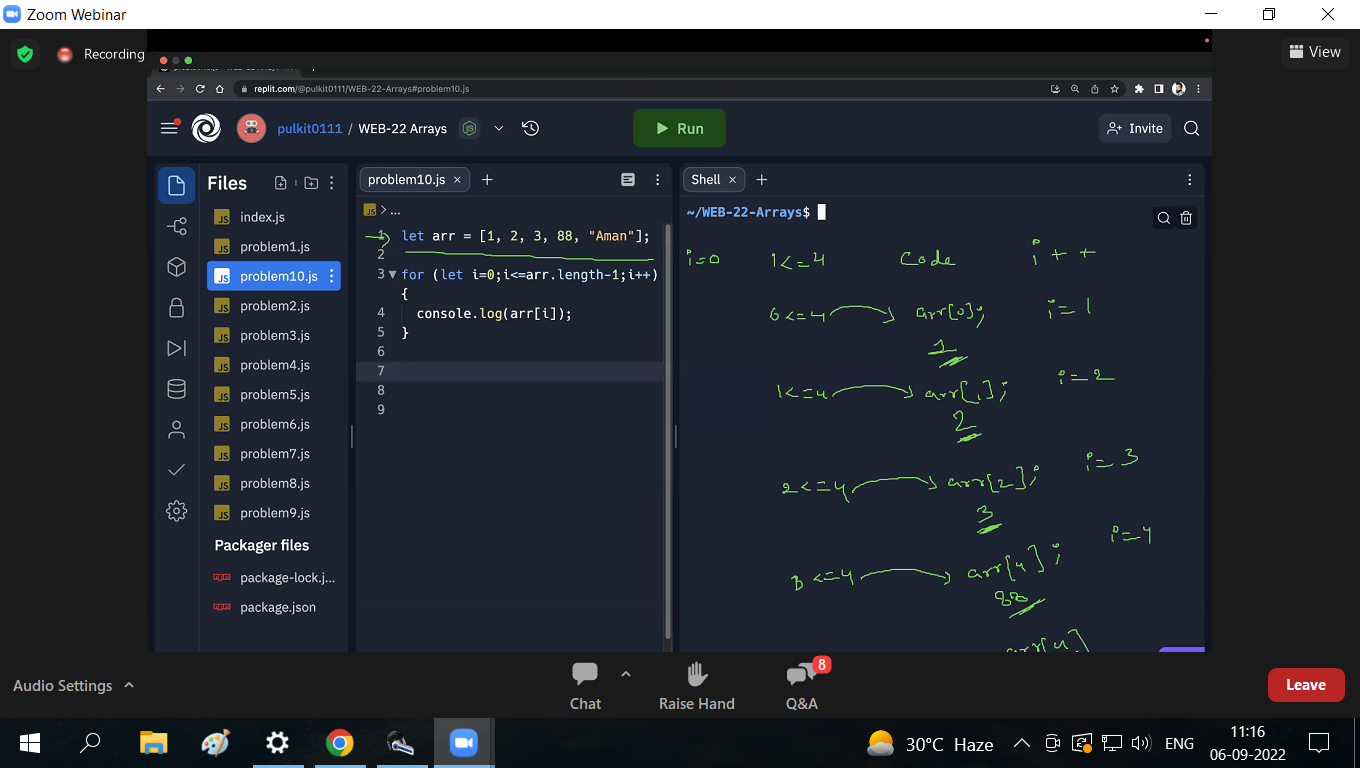 Zoom Webinar
Recording
View
replit.com/@pulkit0111/WEB-22-Arrays#problem10.js
pulkit0111 / WEB-22 Arrays
Run
Invite
Files
index.js
problem1.js
problem10.js
problem2.js
problem3.js
problem4.js
problem5.js
problem6.js
problem7.js
problem8.js
problem9.js
Packager files
package-lock.j...
package.json
problem10.js ×
JS > ...
1 let arr = [1, 2, 3, 88, "Aman"];
2
3 for (let i=0;i<=arr.length-1;i++)
{
4 console.log(arr[i]);
5 }
6
7
8
9
Shell ×
~/WEB-22-Arrays$
i=0 i<=4 Code i++
0<=4 arr[0]; i=1
1
1<=4 arr[1]; i=2
2
2<=4 arr[2]; i=3
3
3<=4 arr[4]; i=4
88
arr[4]
Audio Settings
Chat
Raise Hand
8
Q&A
Leave
30°C Haze
ENG
11:16
06-09-2022